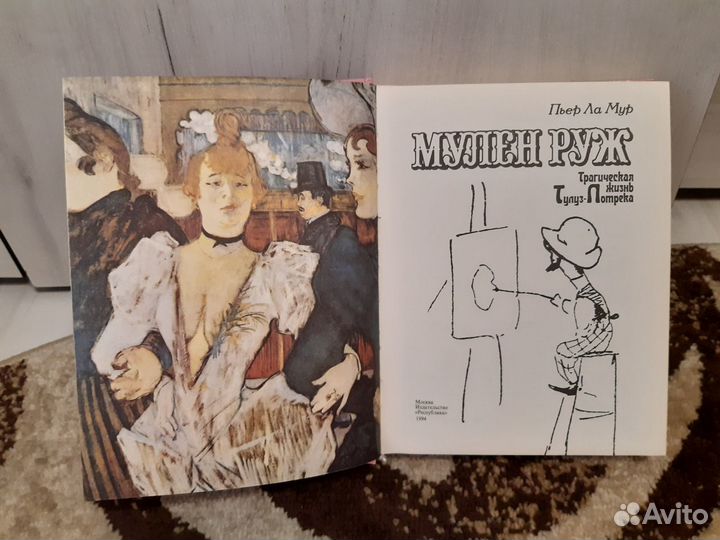 Пьер Ла Мур
МУЛЕН РУЖ
Трагическая
жизнь
Тулуз-Лотрека
Москва
Издательство
«Республика»
1994
Avito